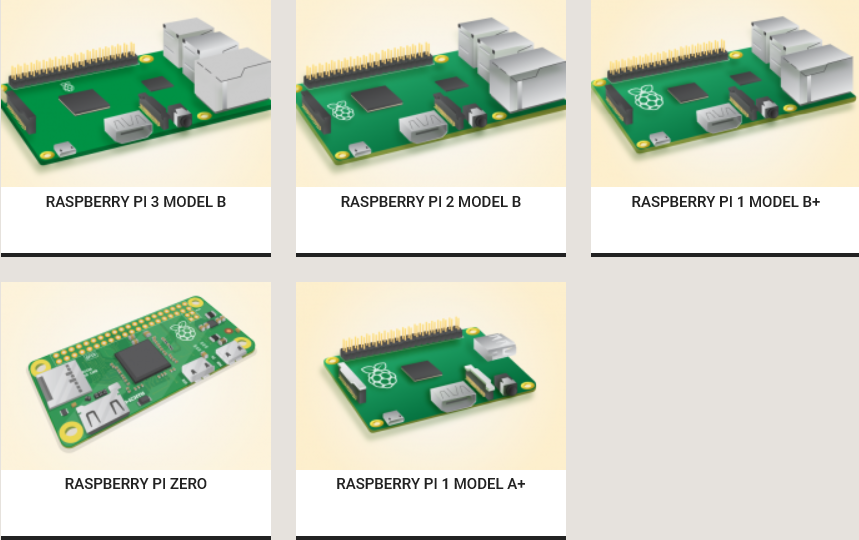 RASPBERRY PI 3 MODEL B
RASPBERRY PI 2 MODEL B
RASPBERRY PI 1 MODEL B+
RASPBERRY PI ZERO
RASPBERRY PI 1 MODEL A+
HDMI